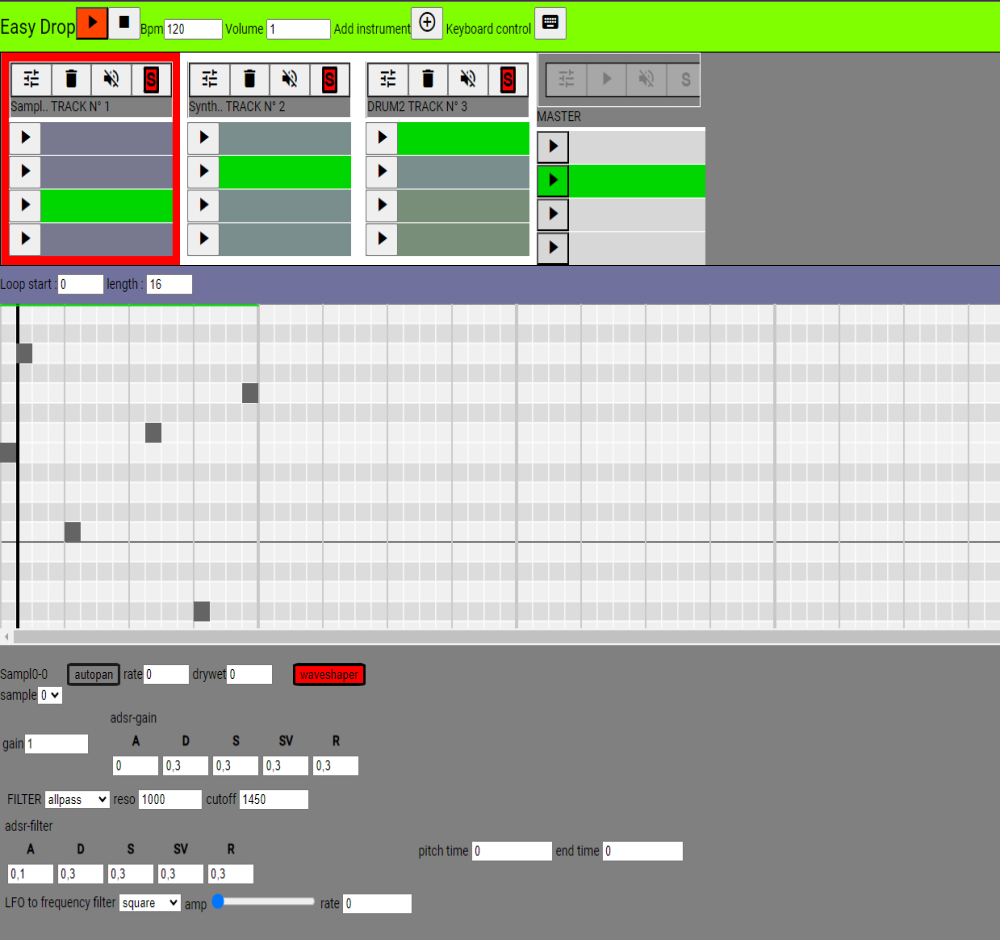 Easy Drop Bpm 120 Volume 1 Add instrument Keyboard control
S S S S
Sampl.. TRACK N° 1 Synth.. TRACK N° 2 DRUM2 TRACK N° 3
MASTER
Loop start : 0 length : 16
Sampl0-0 autopan rate 0 drywet 0 waveshaper
sample 0
adsr-gain
A D S SV R
gain 1
0 0,3 0,3 0,3 0,3
FILTER allpass reso 1000 cutoff 1450
adsr-filter
A D S SV R
pitch time 0 end time 0
0,1 0,3 0,3 0,3 0,3
LFO to frequency filter square amp rate 0